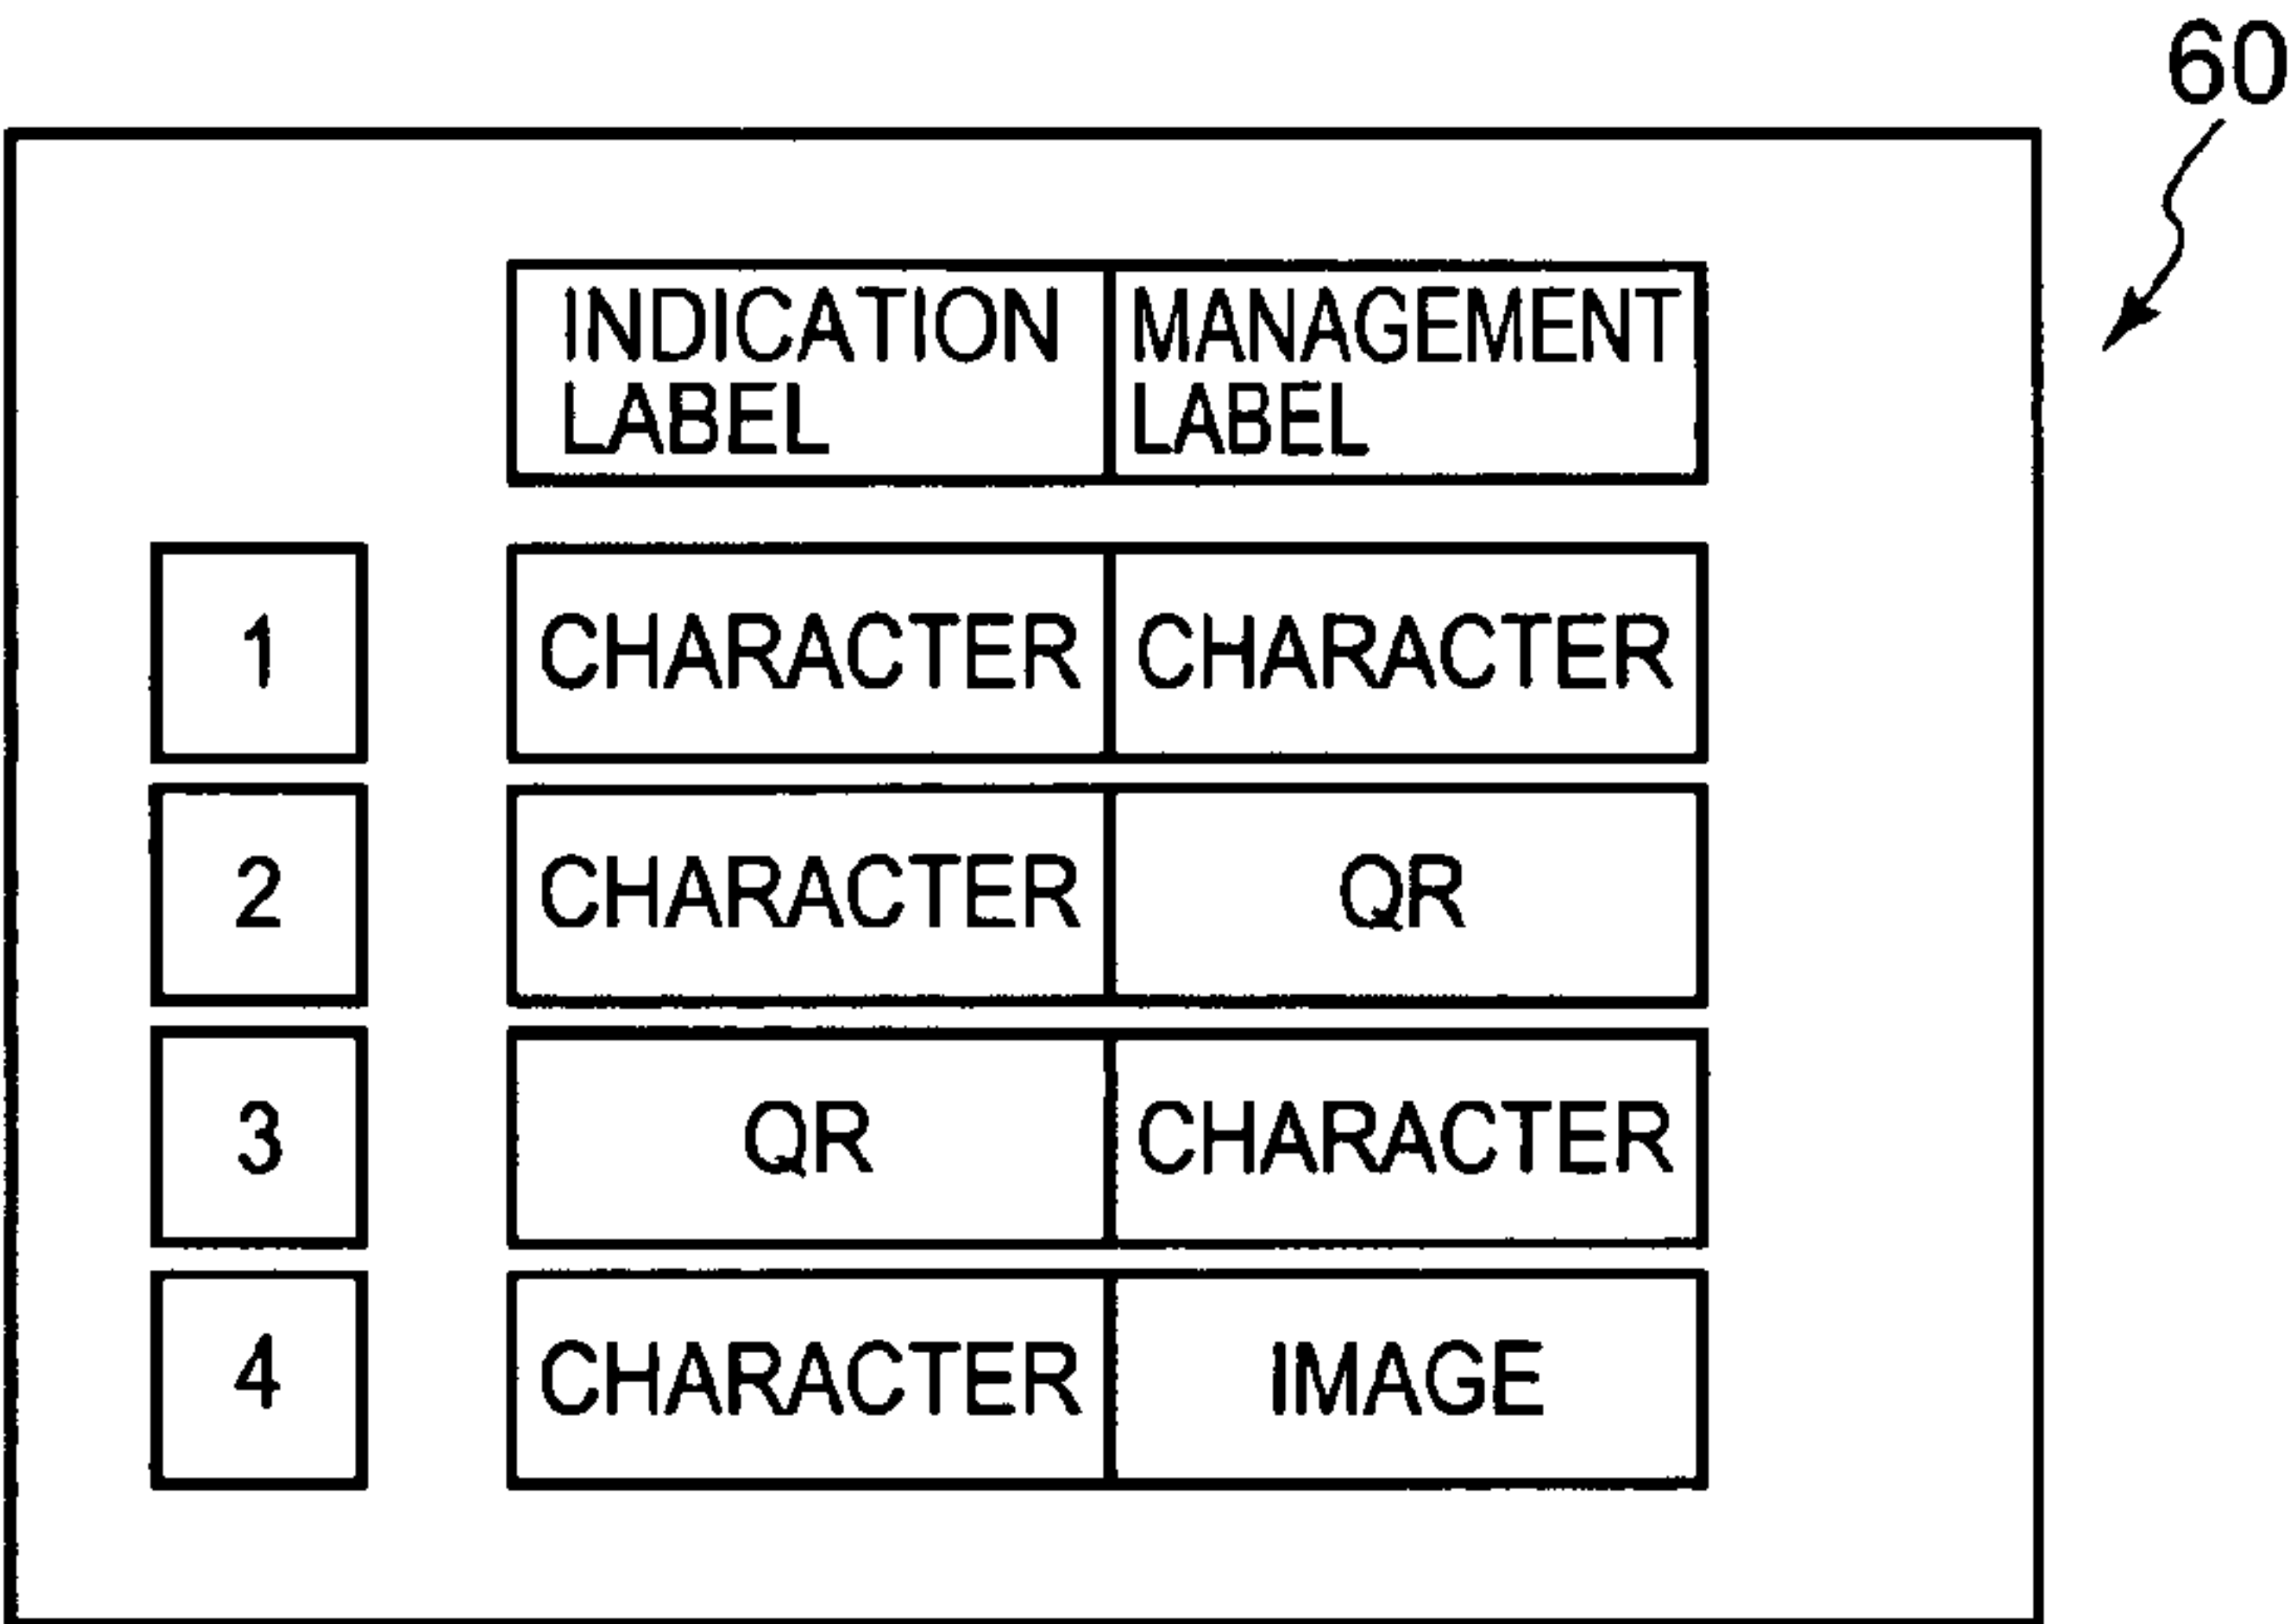 60
INDICATION MANAGEMENT
LABEL LABEL
1 CHARACTER CHARACTER
2 CHARACTER QR
3 QR CHARACTER
4 CHARACTER IMAGE